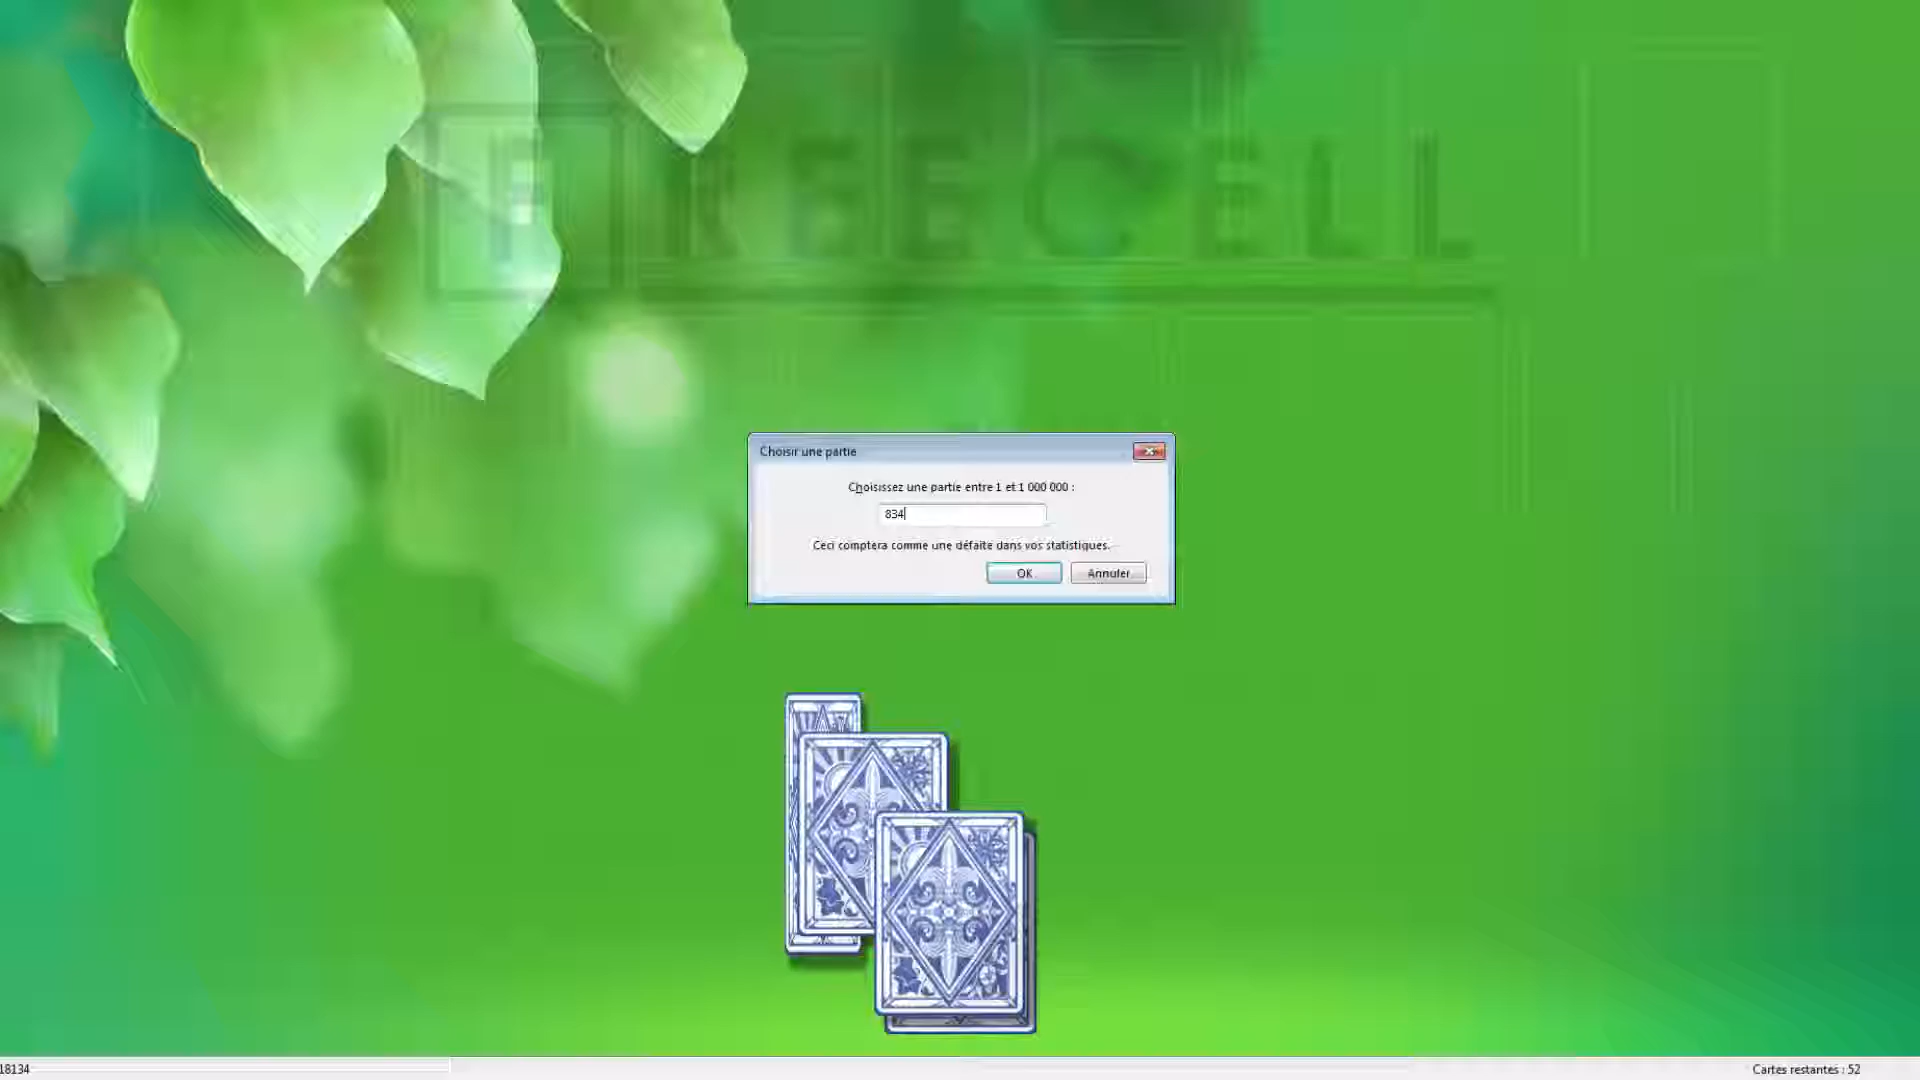 FREECELL
Choisir une partie
Choisissez une partie entre 1 et 1 000 000 :
834
Ceci comptera comme une défaite dans vos statistiques.
OK
Annuler
18134
Cartes restantes : 52